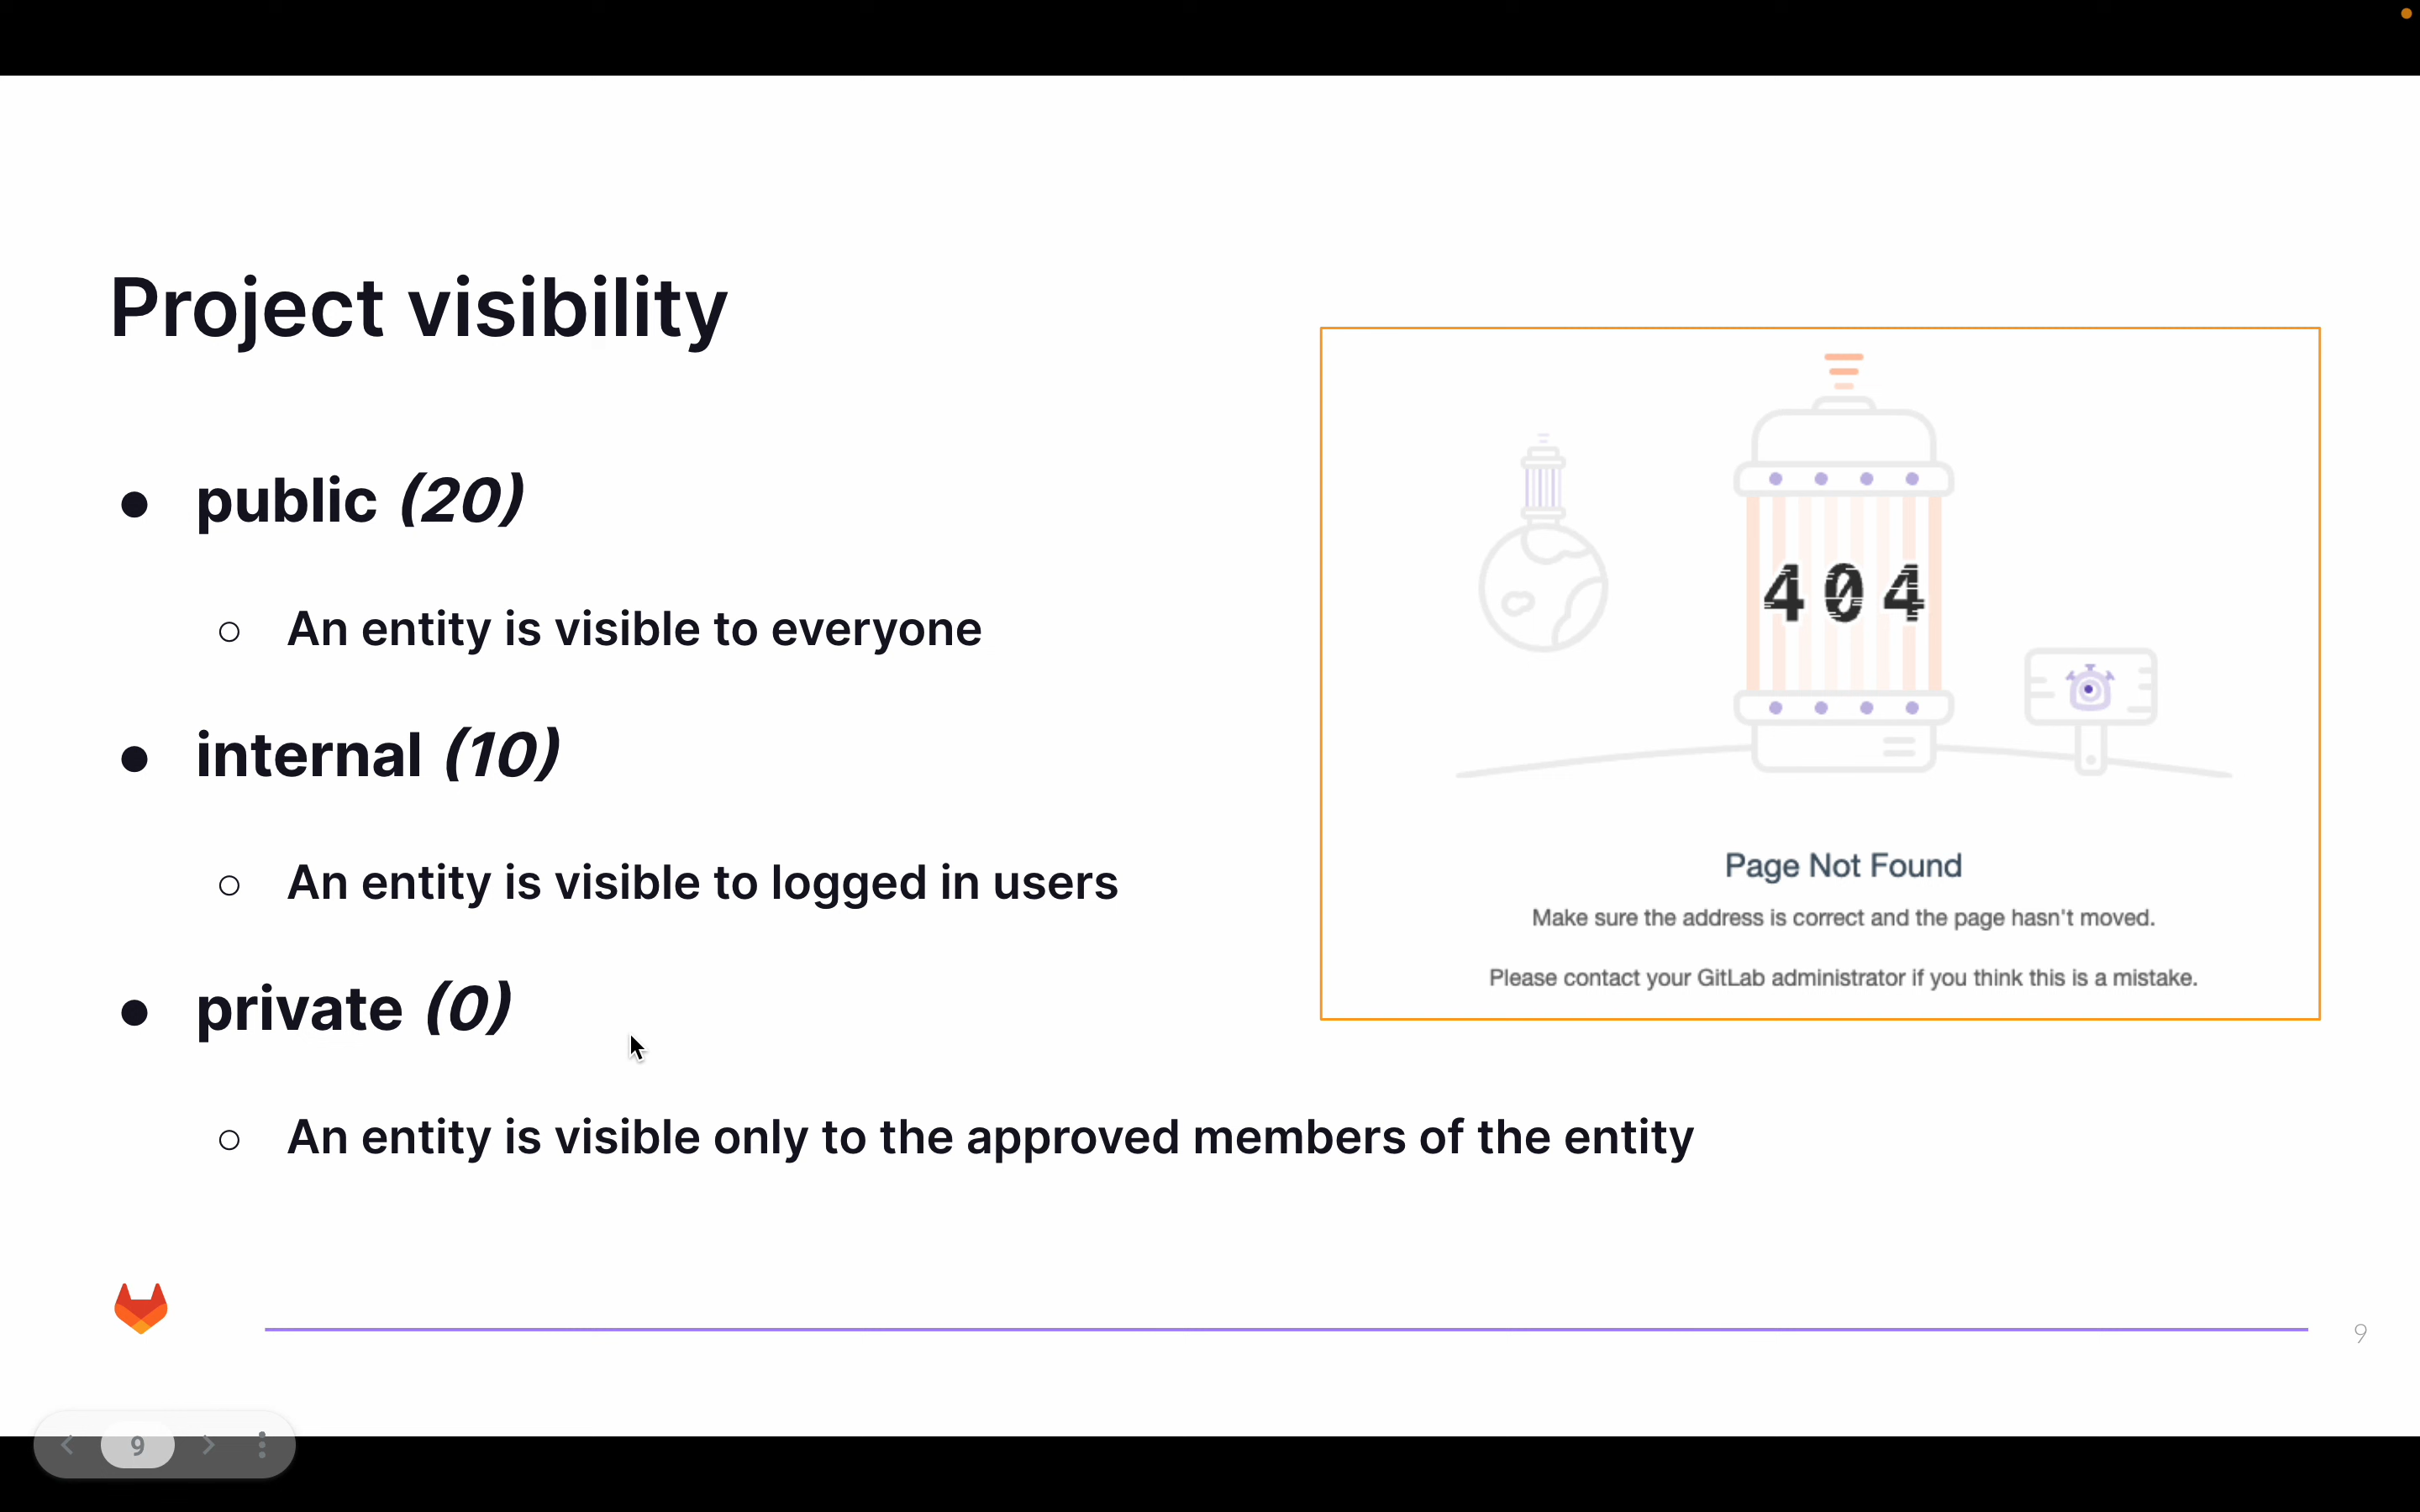 Project visibility
● public (20)
○ An entity is visible to everyone
● internal (10)
○ An entity is visible to logged in users
● private (0)
○ An entity is visible only to the approved members of the entity
404
Page Not Found
Make sure the address is correct and the page hasn't moved.
Please contact your GitLab administrator if you think this is a mistake.
9
9